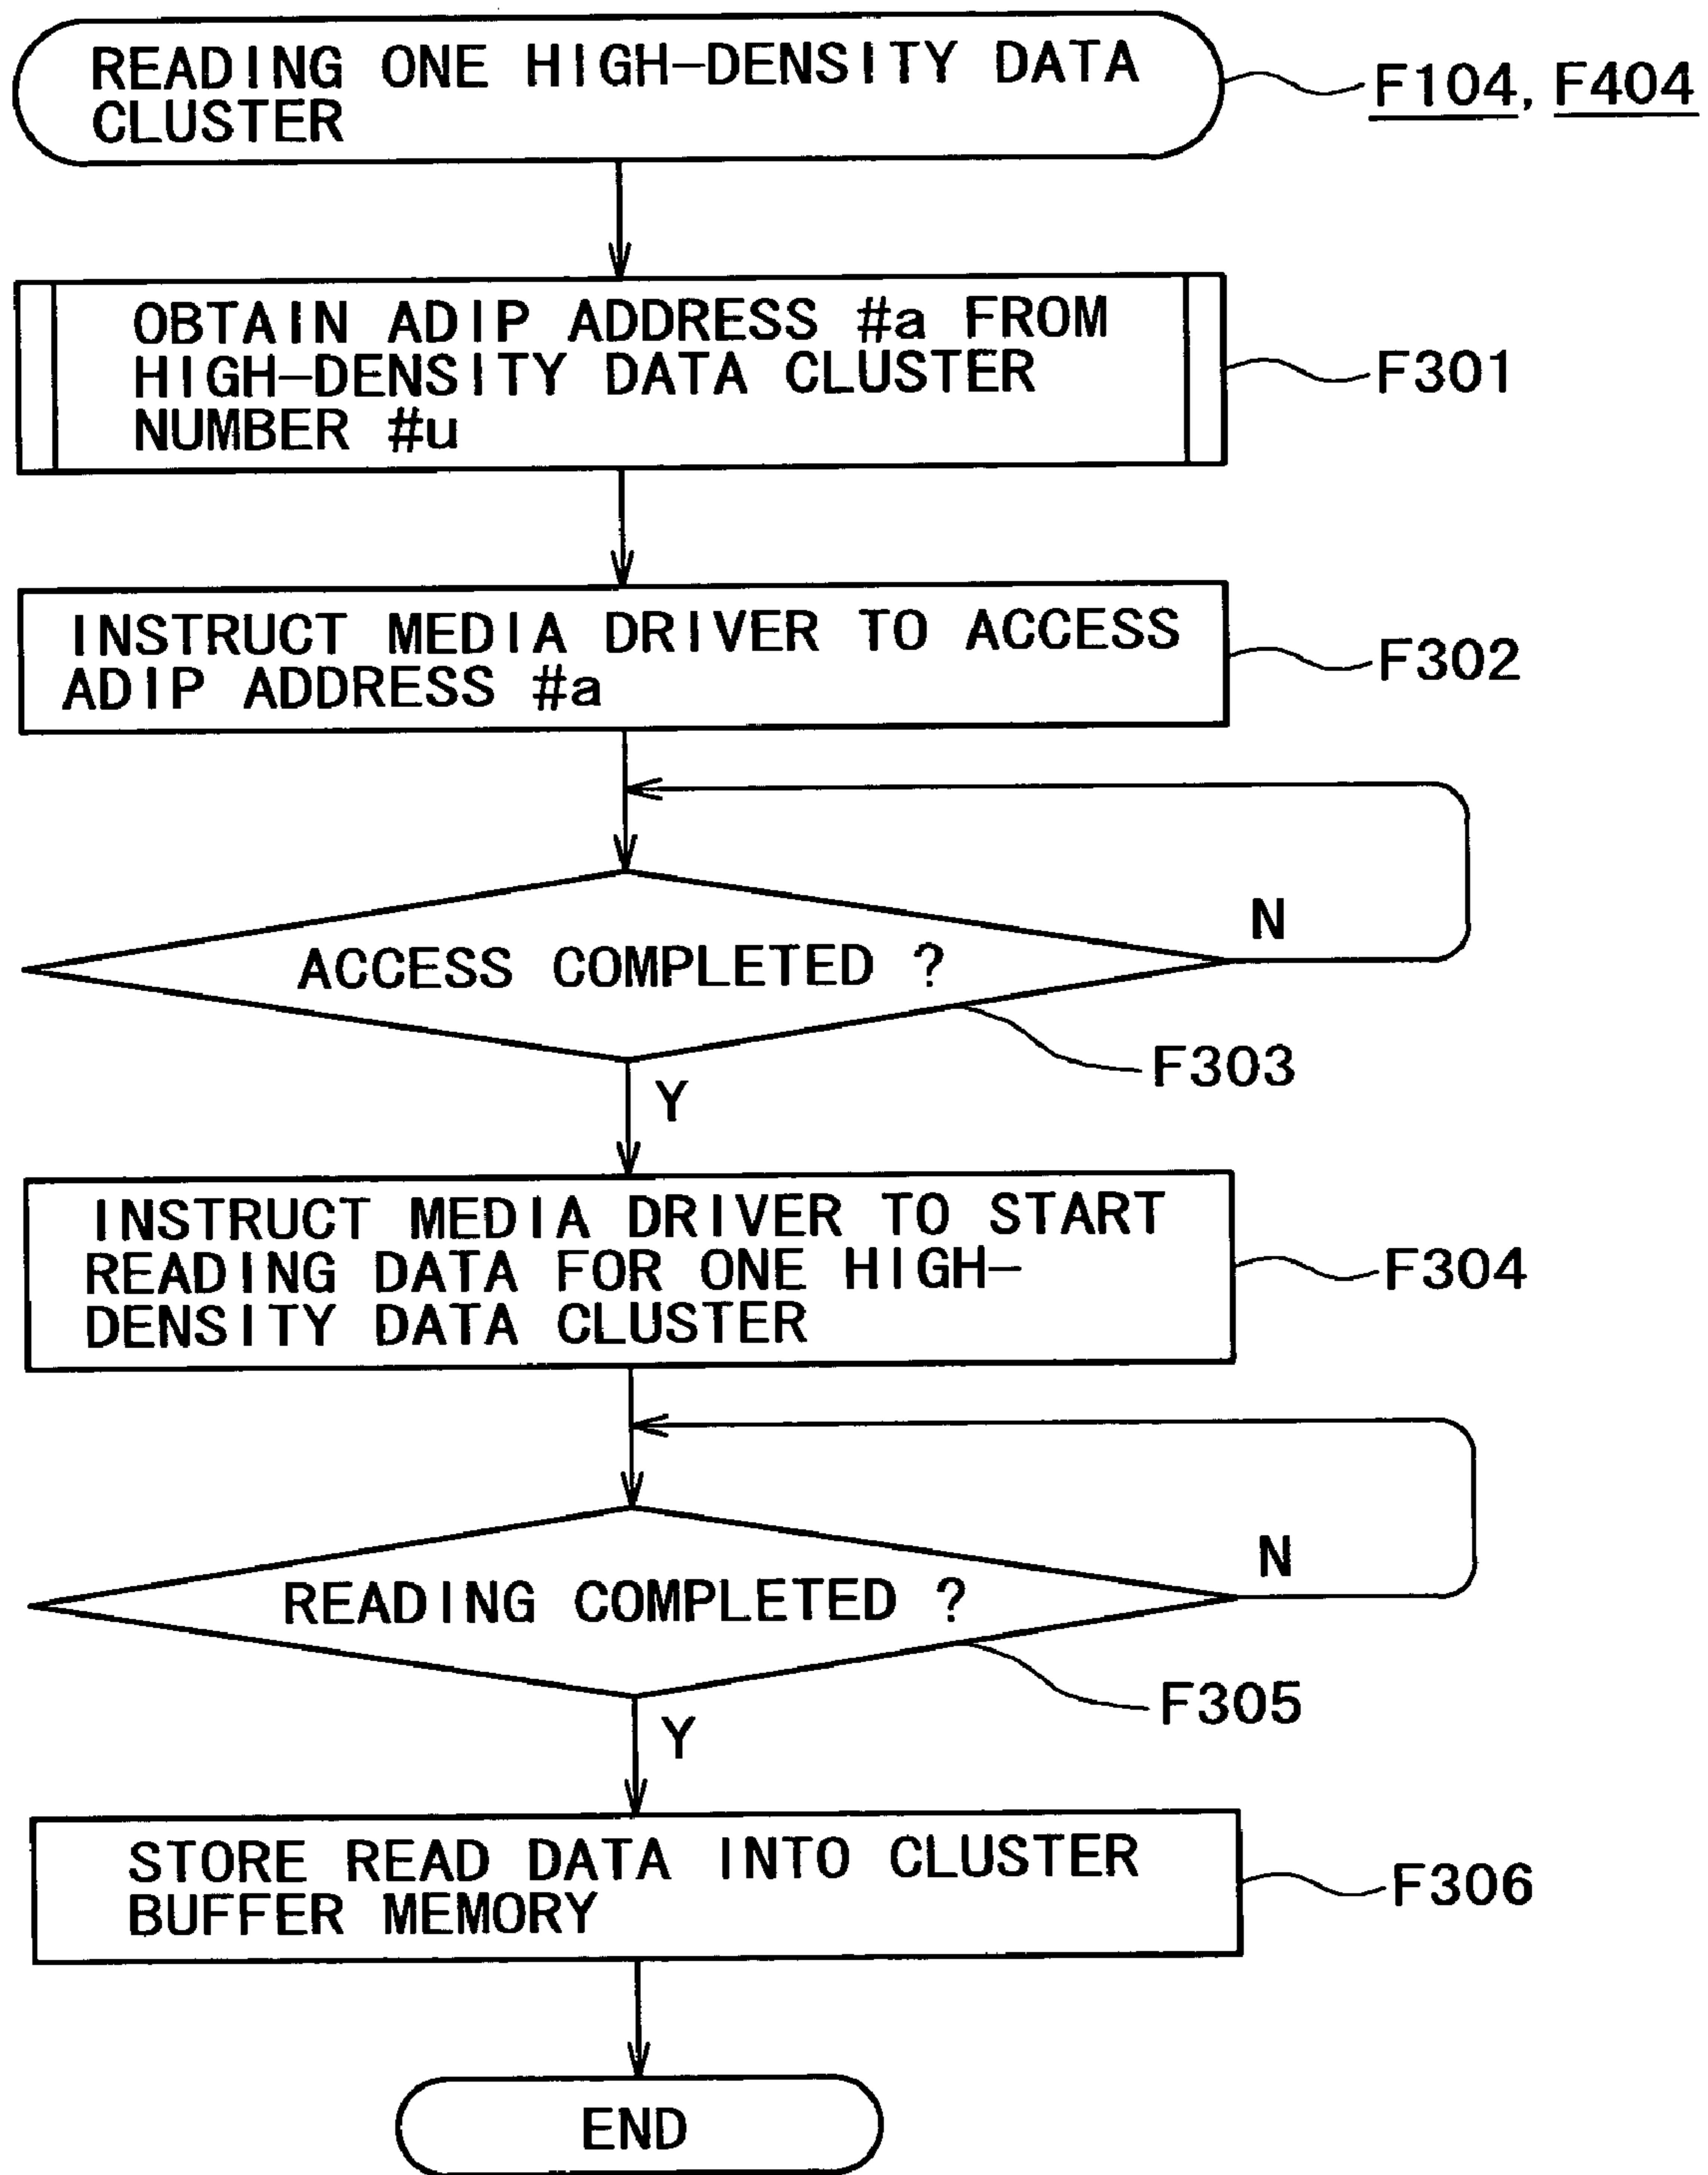 READING ONE HIGH-DENSITY DATA
CLUSTER
F104, F404
OBTAIN ADIP ADDRESS #a FROM
HIGH-DENSITY DATA CLUSTER
NUMBER #u
F301
INSTRUCT MEDIA DRIVER TO ACCESS
ADIP ADDRESS #a
F302
N
ACCESS COMPLETED ?
F303
Y
INSTRUCT MEDIA DRIVER TO START
READING DATA FOR ONE HIGH-
DENSITY DATA CLUSTER
F304
N
READING COMPLETED ?
F305
Y
STORE READ DATA INTO CLUSTER
BUFFER MEMORY
F306
END